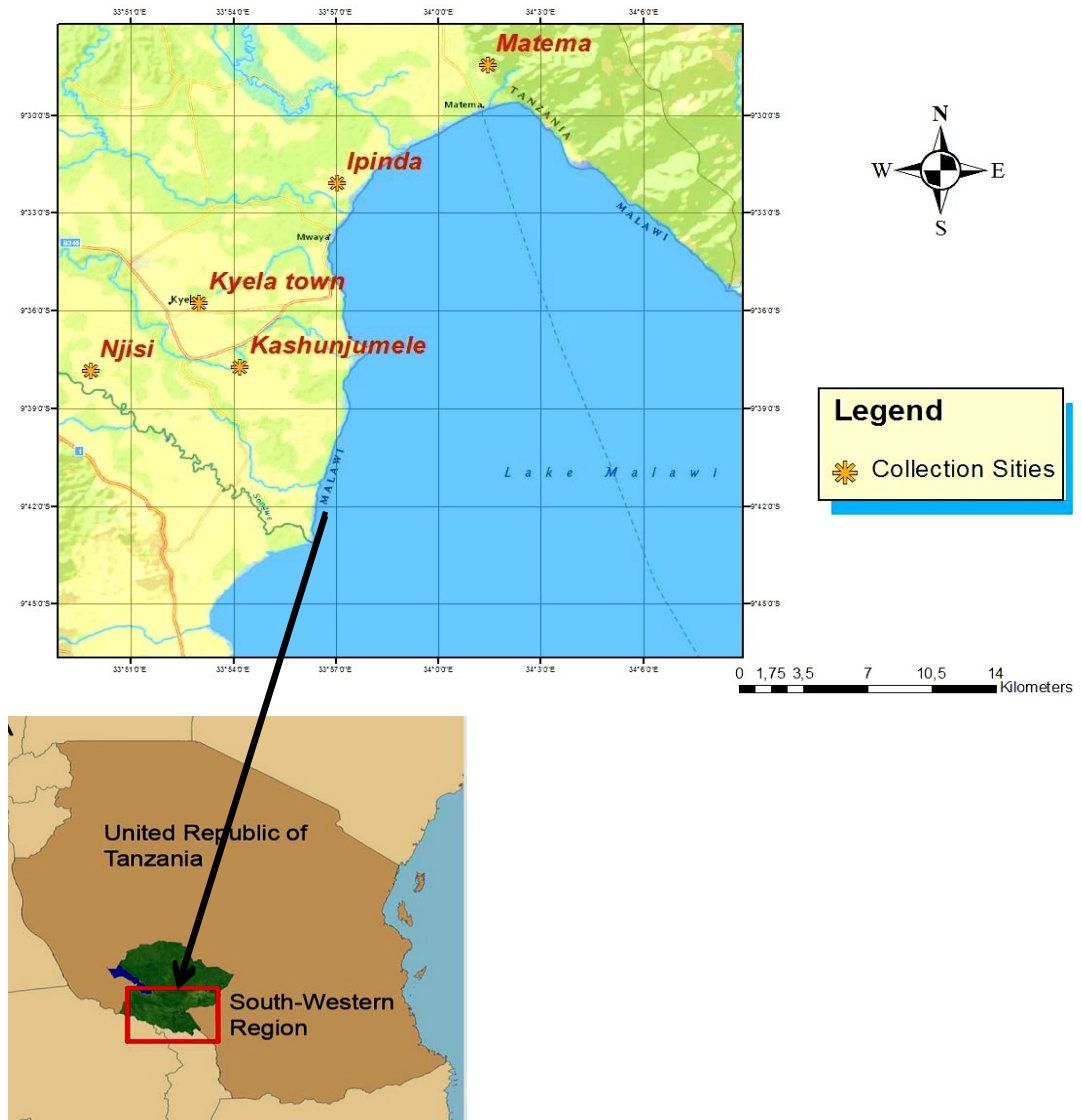 33°51'0"E 33°54'0"E 33°57'0"E 34°0'0"E 34°3'0"E 34°6'0"E
Matema
Matema
TANZANIA
9°30'0"S 9°30'0"S
Ipinda
9°33'0"S 9°33'0"S
MALAWI
Mwaya
Kyela town
Kyela
9°36'0"S 9°36'0"S
Njisi
Kashunjumele
9°39'0"S 9°39'0"S
1
Lake Malawi
MALAWI
Songwe
9°42'0"S 9°42'0"S
9°45'0"S 9°45'0"S
33°51'0"E 33°54'0"E 33°57'0"E 34°0'0"E 34°3'0"E 34°6'0"E
N
W E
S
Legend
Collection Sities
0 1,75 3,5 7 10,5 14
Kilometers
United Republic of
Tanzania
South-Western
Region